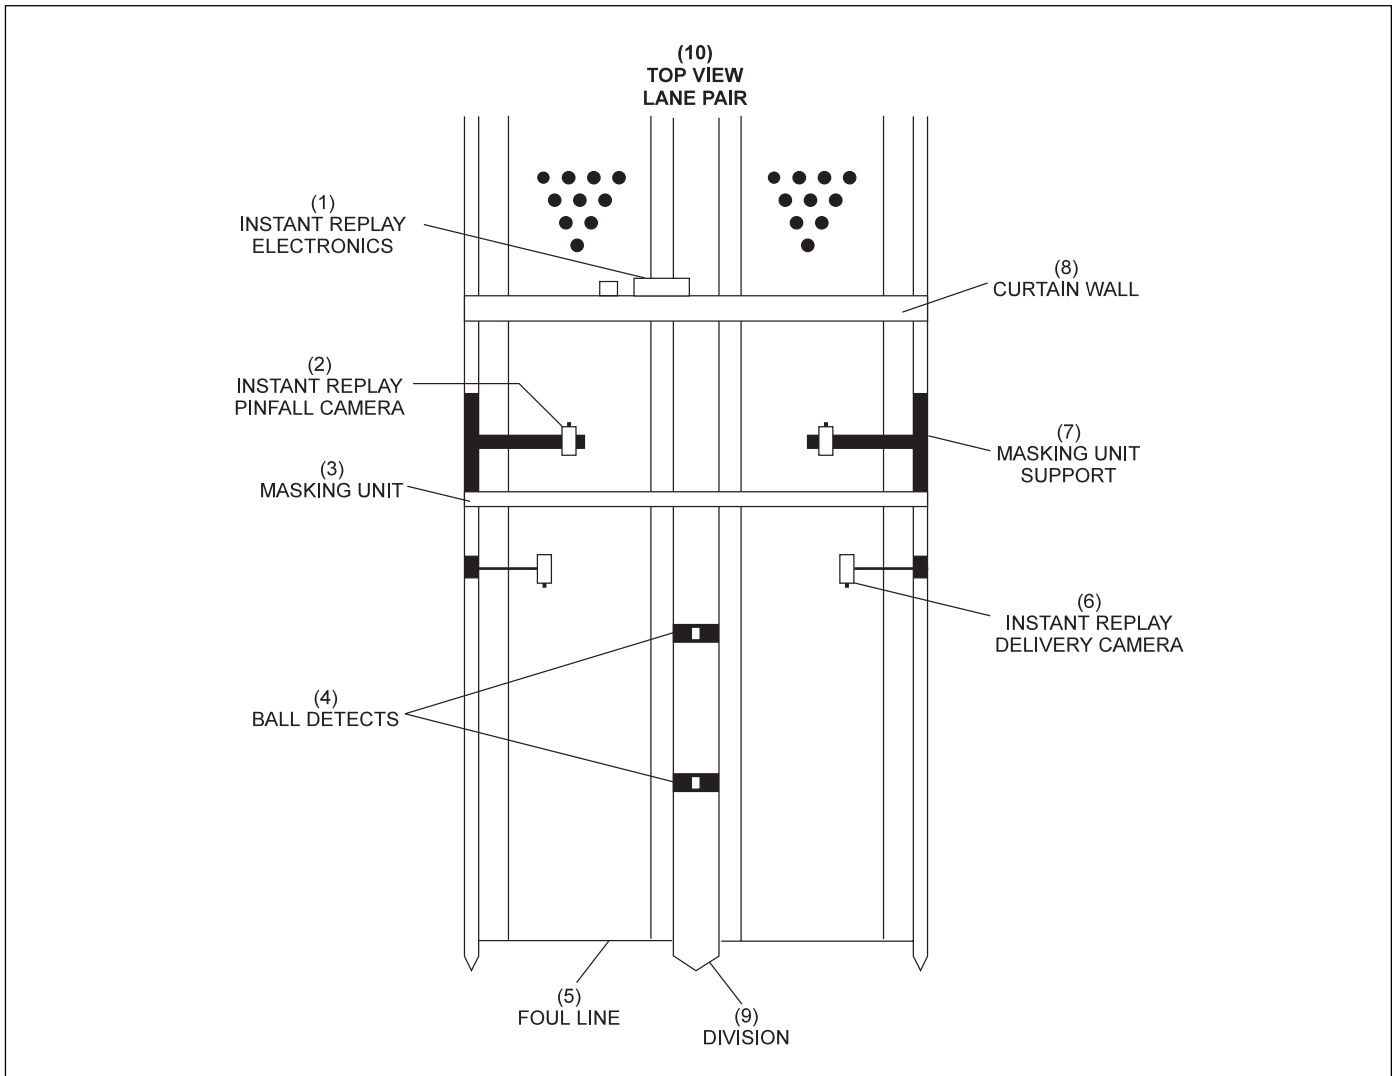 (10)
TOP VIEW
LANE PAIR
(1)
INSTANT REPLAY
ELECTRONICS
(8)
CURTAIN WALL
(2)
INSTANT REPLAY
PINFALL CAMERA
(3)
MASKING UNIT
(7)
MASKING UNIT
SUPPORT
(6)
INSTANT REPLAY
DELIVERY CAMERA
(4)
BALL DETECTS
(5)
FOUL LINE
(9)
DIVISION